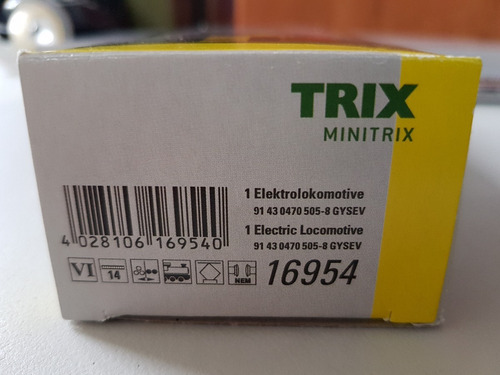 TRIX
MINITRIX
1 Elektrolokomotive
91 43 0470 505-8 GYSEV
1 Electric Locomotive
91 43 0470 505-8 GYSEV
4 028106 169540
VI 14 NEM 16954